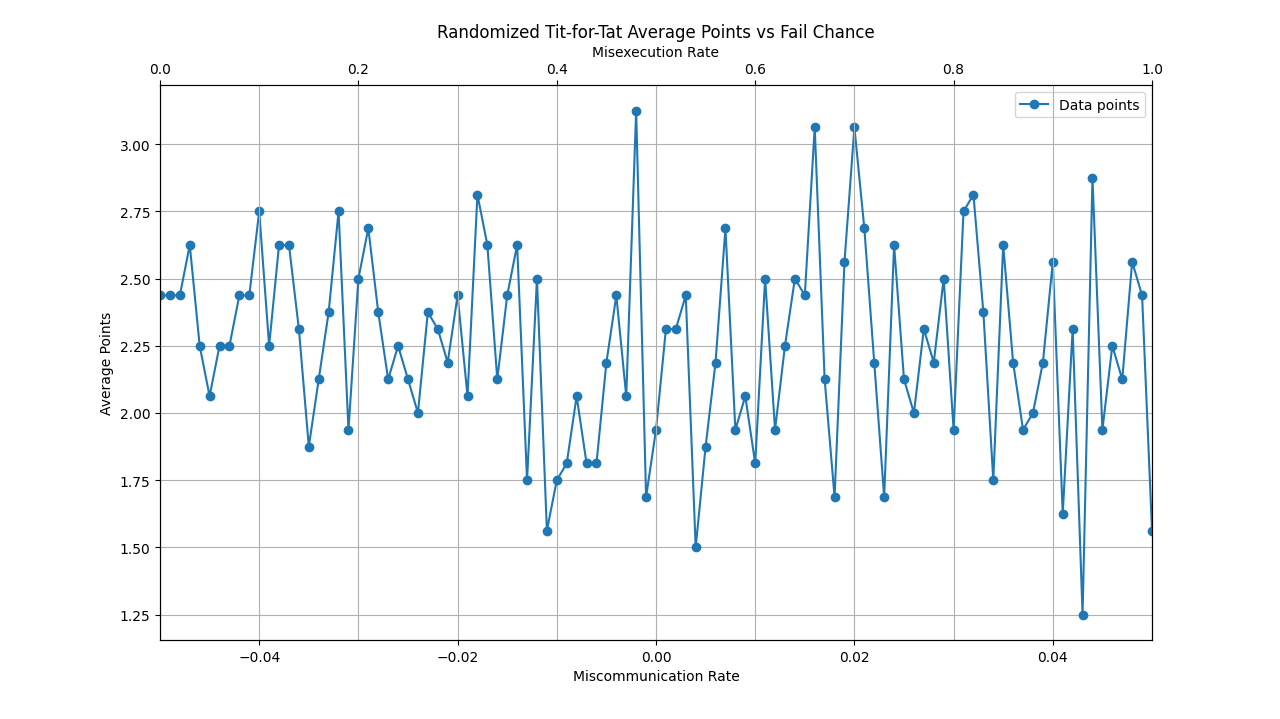 Randomized Tit-for-Tat Average Points vs Fail Chance
Misexecution Rate
0.0 0.2 0.4 0.6 0.8 1.0
Data points
3.00
2.75
2.50
2.25
2.00
1.75
1.50
1.25
Average Points
−0.04 −0.02 0.00 0.02 0.04
Miscommunication Rate